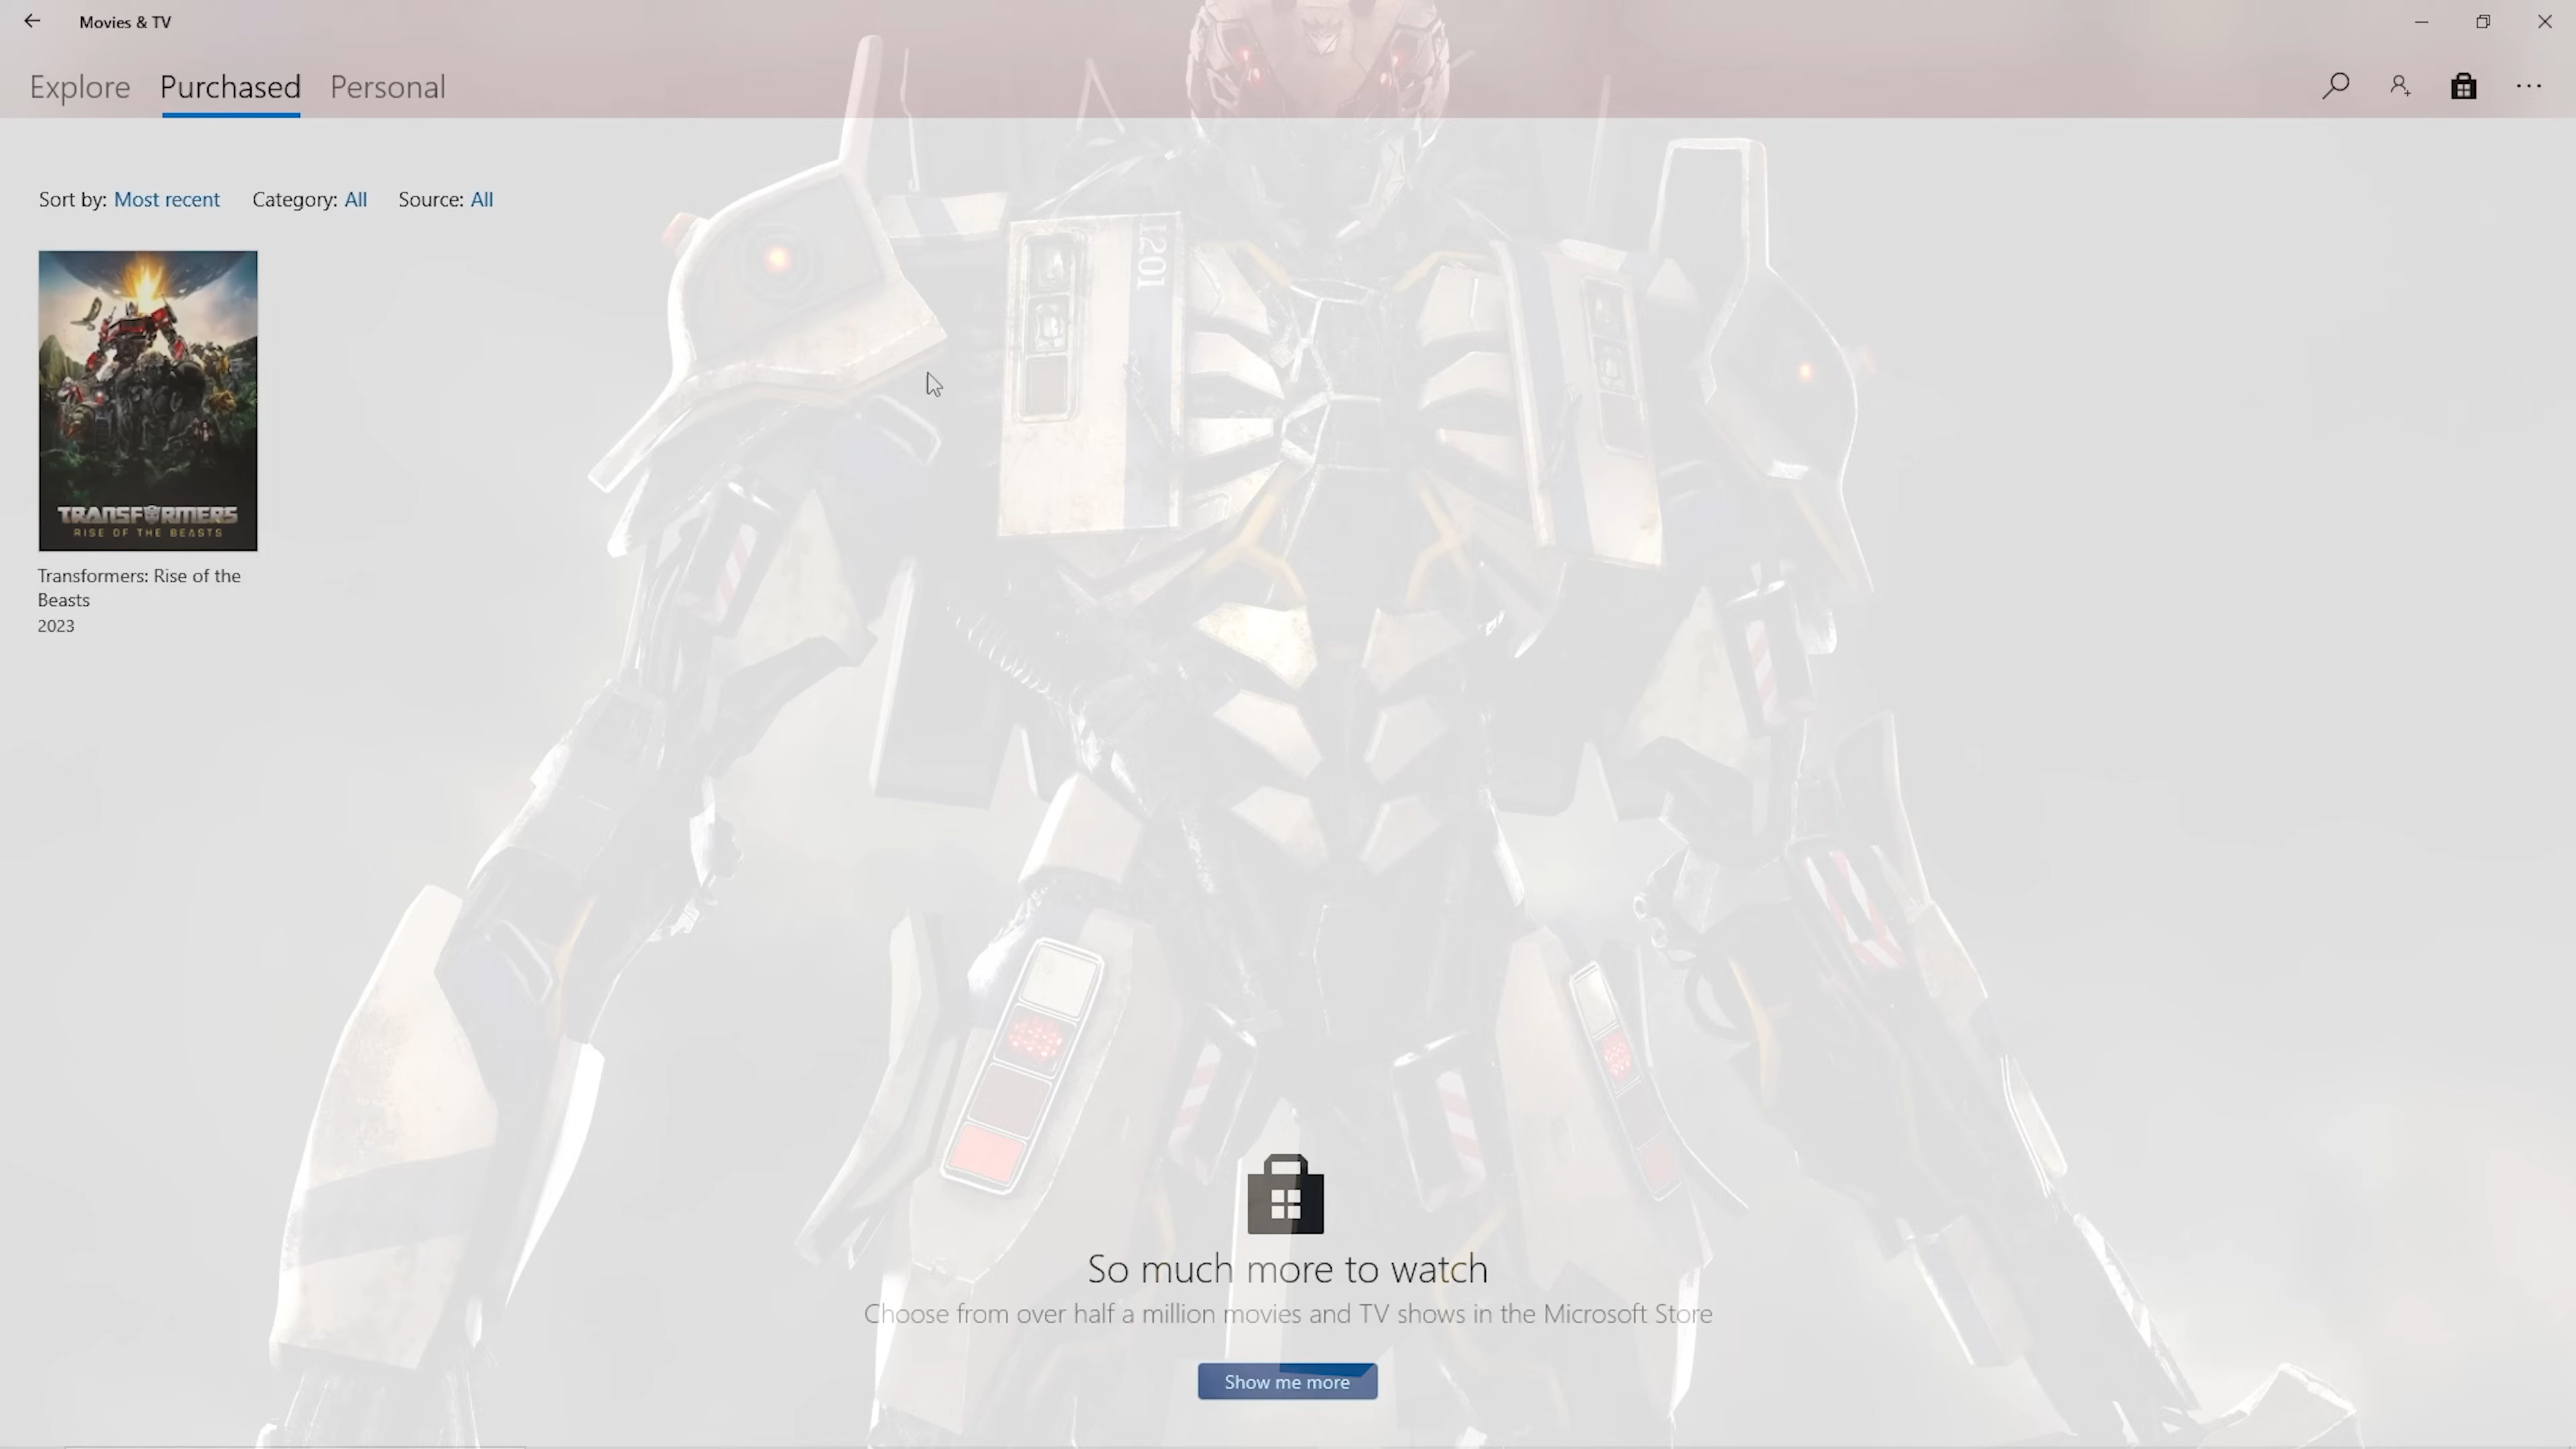 Movies & TV
Explore Purchased Personal
Sort by: Most recent Category: All Source: All
1201
TRANSFORMERS
RISE OF THE BEASTS
Transformers: Rise of the
Beasts
2023
So much more to watch
Choose from over half a million movies and TV shows in the Microsoft Store
Show me more